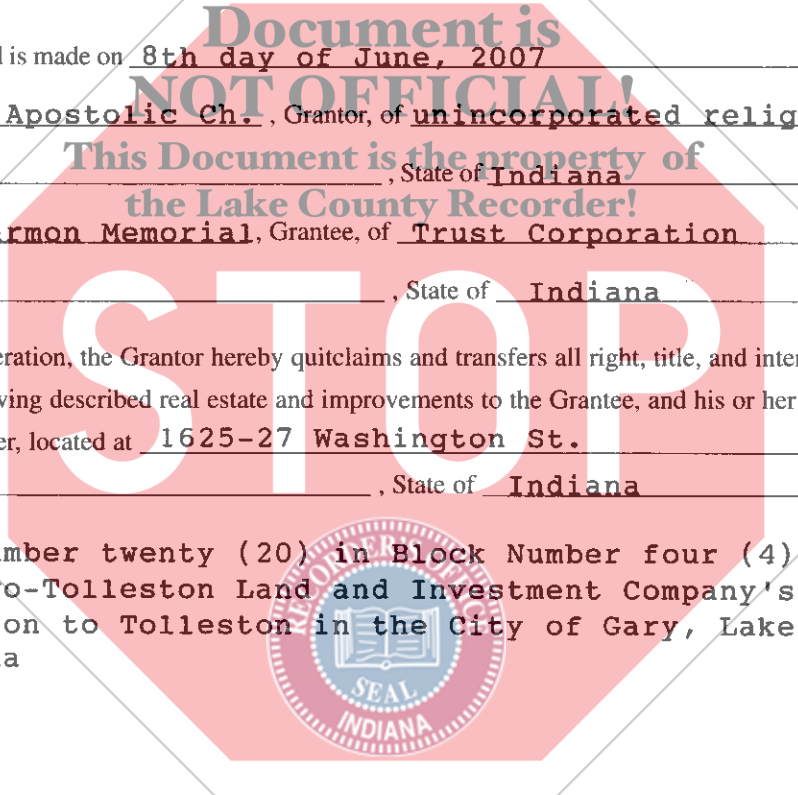 Document is
l is made on 8th day of June, 2007
NOT OFFICIAL!
Apostolic Ch. , Grantor, of unincorporated relig
This Document is the property of
, State of Indiana
the Lake County Recorder!
rmon Memorial, Grantee, of Trust Corporation
, State of Indiana
STOP
eration, the Grantor hereby quitclaims and transfers all right, title, and inter
ving described real estate and improvements to the Grantee, and his or her
er, located at 1625-27 Washington St.
, State of Indiana
mber twenty (20) in Block Number four (4)
o-Tolleston Land and Investment Company's
on to Tolleston in the City of Gary, Lake
a
RECORDER'S OFFICE
SEAL
INDIANA